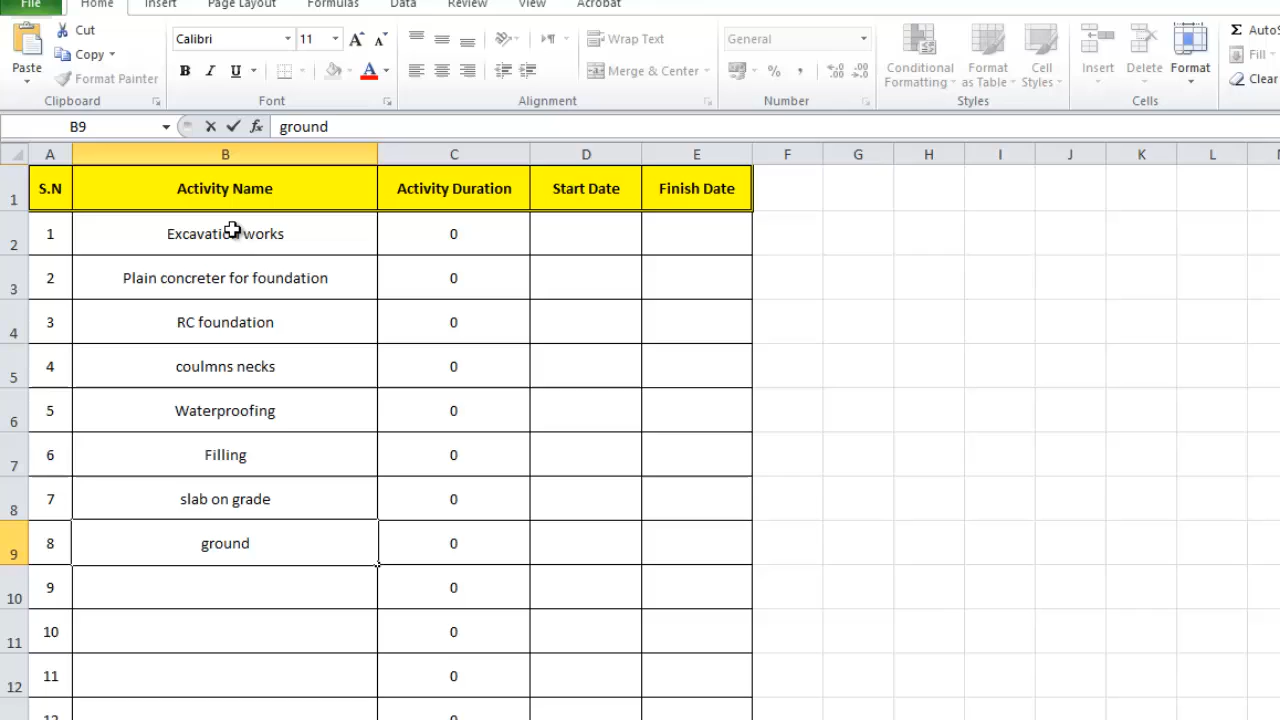 File Home Insert Page Layout Formulas Data Review View Acrobat
Paste Cut Copy Format Painter Clipboard
Calibri 11 A A B I U A Font
Wrap Text Merge & Center Alignment
General % , Number
Conditional Formatting Format as Table Cell Styles Styles
Insert Delete Format Cells
Σ Fill Clear
B9 fx ground
A B C D E F G H I J K L
1 S.N Activity Name Activity Duration Start Date Finish Date
2 1 Excavation works 0
3 2 Plain concreter for foundation 0
4 3 RC foundation 0
5 4 coulmns necks 0
6 5 Waterproofing 0
7 6 Filling 0
8 7 slab on grade 0
9 8 ground 0
10 9 0
11 10 0
12 11 0
12 0